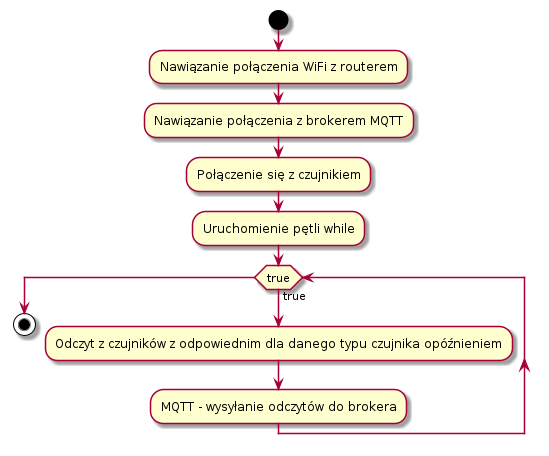 Nawiązanie połączenia WiFi z routerem
Nawiązanie połączenia z brokerem MQTT
Połączenie się z czujnikiem
Uruchomienie pętli while
true
true
Odczyt z czujników z odpowiednim dla danego typu czujnika opóźnieniem
MQTT - wysyłanie odczytów do brokera